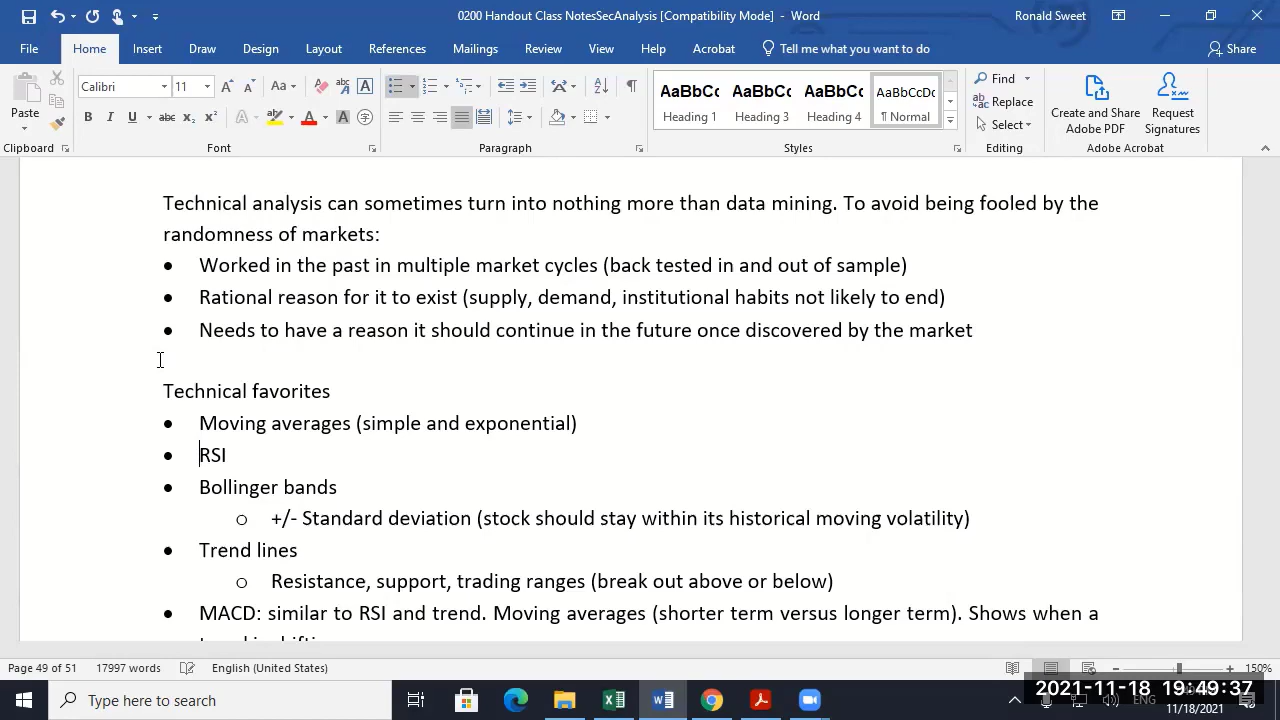 0200 Handout Class NotesSecAnalysis [Compatibility Mode] - Word
Ronald Sweet
File Home Insert Draw Design Layout References Mailings Review View Help Acrobat Tell me what you want to do Share
Paste
Calibri 11
AaBbCc AaBbCc AaBbCc AaBbCcDc
Heading 1 Heading 3 Heading 4 ¶ Normal
Find
Replace
Select
Create and Share Adobe PDF
Request Signatures
Clipboard Font Paragraph Styles Editing Adobe Acrobat
Technical analysis can sometimes turn into nothing more than data mining. To avoid being fooled by the
randomness of markets:
• Worked in the past in multiple market cycles (back tested in and out of sample)
• Rational reason for it to exist (supply, demand, institutional habits not likely to end)
• Needs to have a reason it should continue in the future once discovered by the market
Technical favorites
• Moving averages (simple and exponential)
• RSI
• Bollinger bands
o +/- Standard deviation (stock should stay within its historical moving volatility)
• Trend lines
o Resistance, support, trading ranges (break out above or below)
• MACD: similar to RSI and trend. Moving averages (shorter term versus longer term). Shows when a
Page 49 of 51 17997 words English (United States) 150%
Type here to search
2021-11-18 19:49:37
ENG
11/18/2021